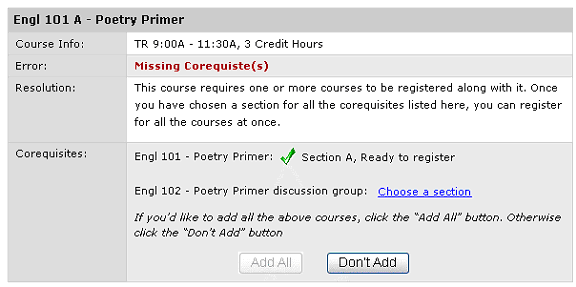 Engl 101 A - Poetry Primer
Course Info: TR 9:00A - 11:30A, 3 Credit Hours
Error: Missing Corequiste(s)
Resolution: This course requires one or more courses to be registered along with it. Once
you have chosen a section for all the corequisites listed here, you can register
for all the courses at once.
Corequisites: Engl 101 - Poetry Primer: Section A, Ready to register
Engl 102 - Poetry Primer discussion group: Choose a section
If you'd like to add all the above courses, click the "Add All" button. Otherwise
click the "Don't Add" button
Add All Don't Add